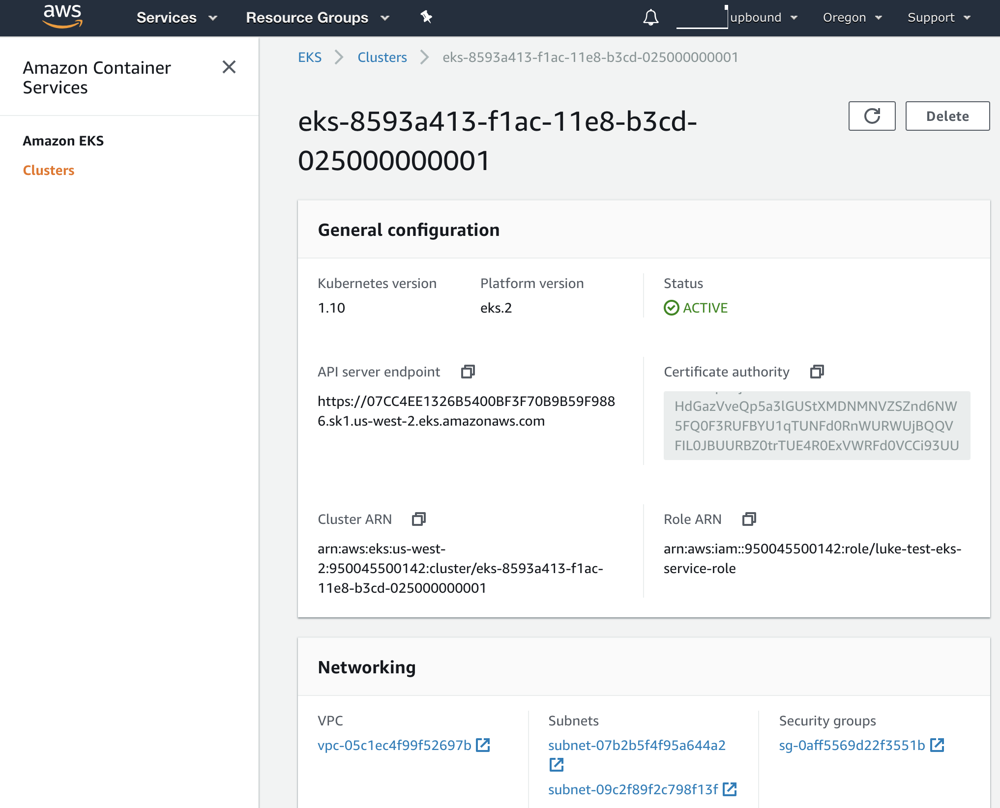 aws Services Resource Groups upbound Oregon Support
Amazon Container
Services
Amazon EKS
Clusters
EKS Clusters eks-8593a413-f1ac-11e8-b3cd-025000000001
eks-8593a413-f1ac-11e8-b3cd-
025000000001
Delete
General configuration
Kubernetes version
1.10
Platform version
eks.2
Status
ACTIVE
API server endpoint
https://07CC4EE1326B5400BF3F70B9B59F988
6.sk1.us-west-2.eks.amazonaws.com
Certificate authority
HdGazVveQp5a3lGUStXMDNMNVZSZnd6NW
5FQ0F3RUFBYU1qTUNFd0RnWURWUjBQQV
FIL0JBUURBZ0trTUE4R0ExVWRFd0VCCi93UU
Cluster ARN
arn:aws:eks:us-west-
2:950045500142:cluster/eks-8593a413-f1ac-
11e8-b3cd-025000000001
Role ARN
arn:aws:iam::950045500142:role/luke-test-eks-
service-role
Networking
VPC
vpc-05c1ec4f99f52697b
Subnets
subnet-07b2b5f4f95a644a2
subnet-09c2f89f2c798f13f
Security groups
sg-0aff5569d22f3551b